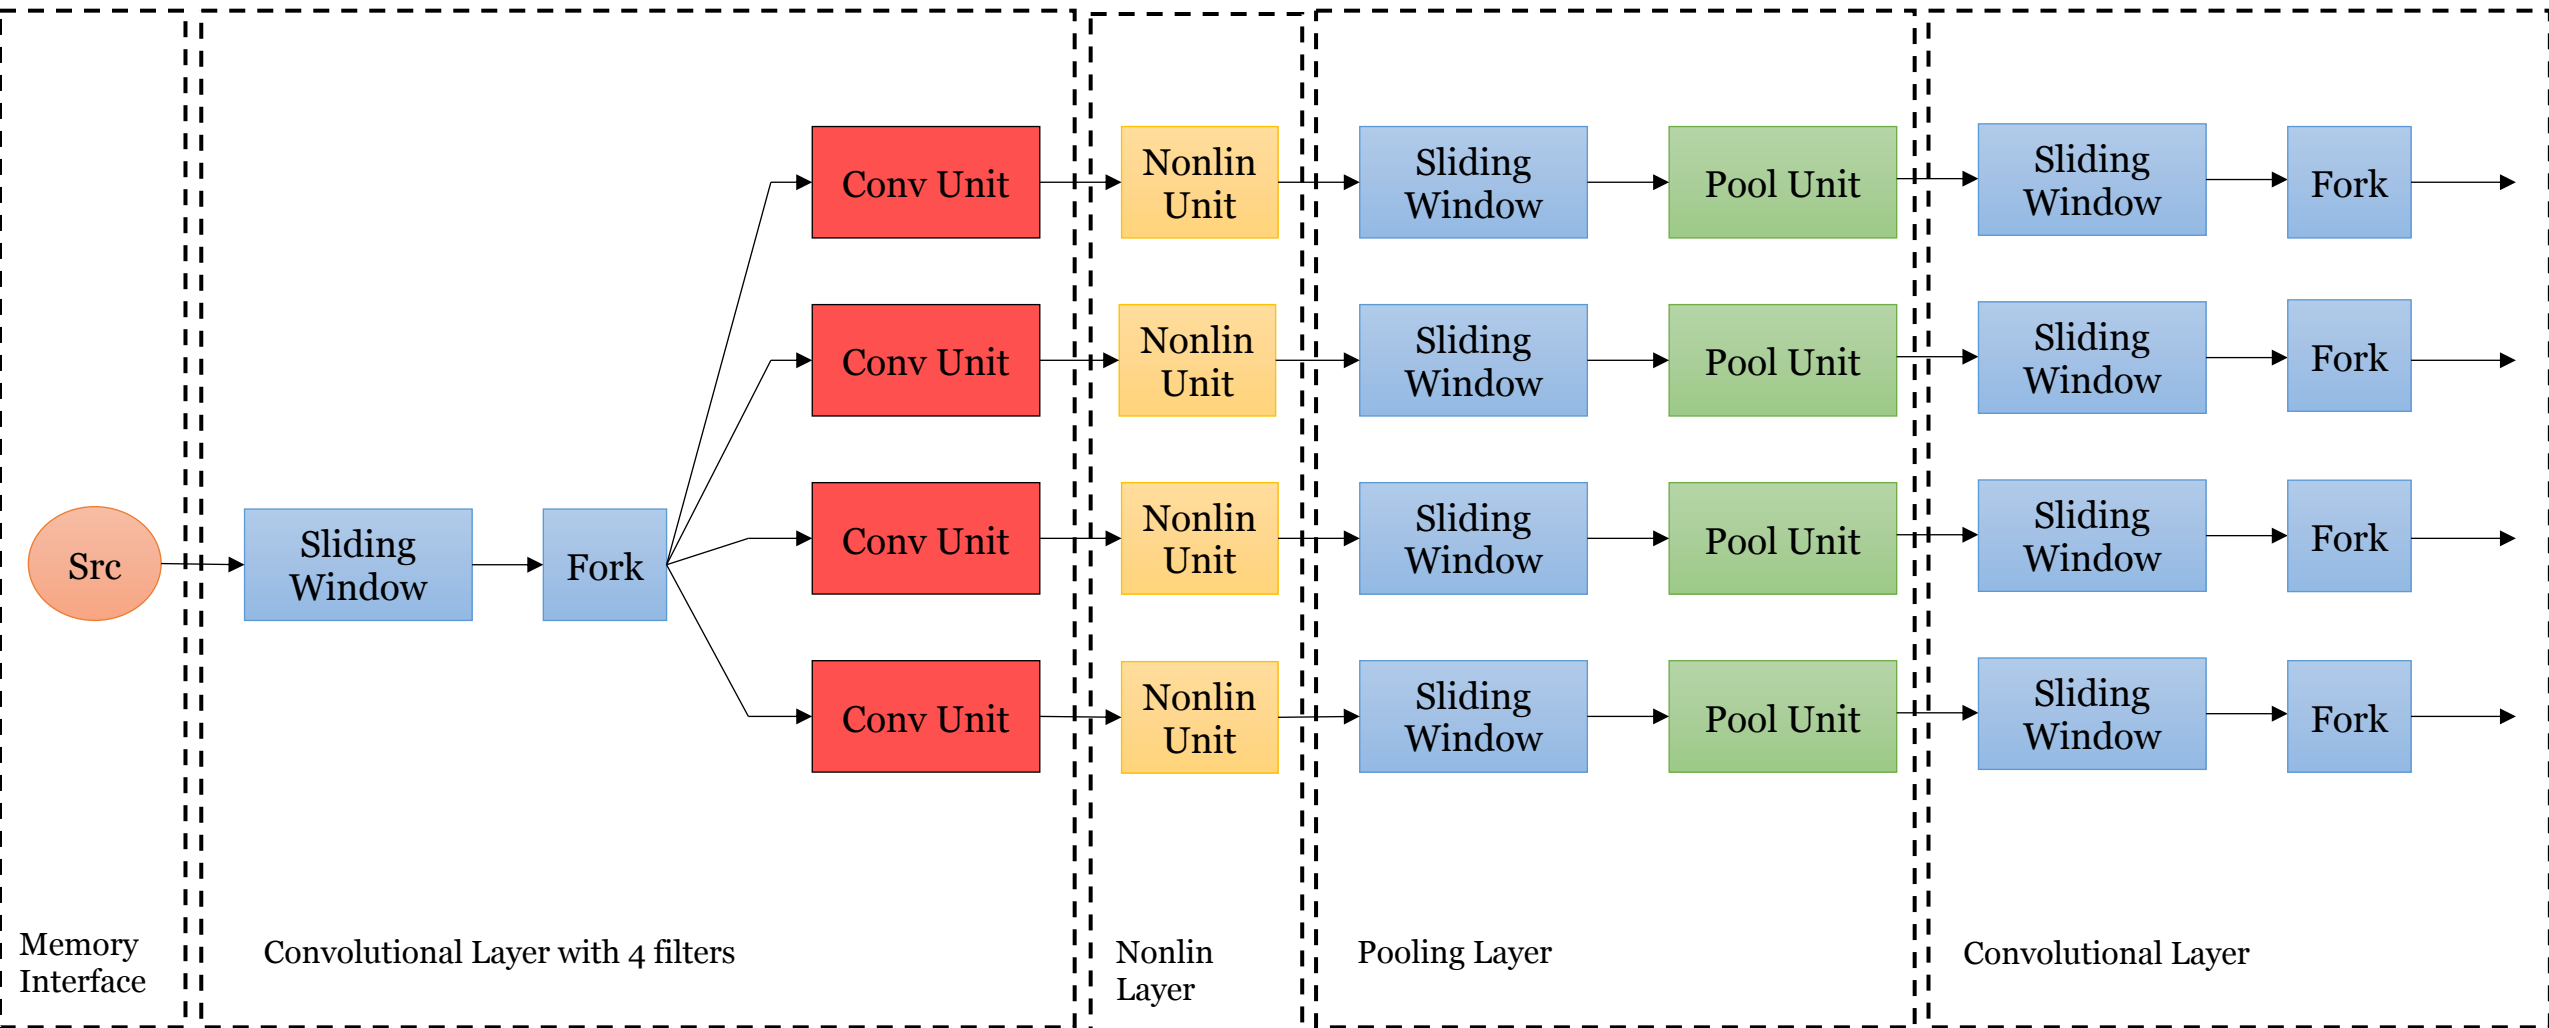 Src
Sliding
Window
Fork
Conv Unit
Conv Unit
Conv Unit
Conv Unit
Nonlin
Unit
Nonlin
Unit
Nonlin
Unit
Nonlin
Unit
Sliding
Window
Sliding
Window
Sliding
Window
Sliding
Window
Pool Unit
Pool Unit
Pool Unit
Pool Unit
Sliding
Window
Sliding
Window
Sliding
Window
Sliding
Window
Fork
Fork
Fork
Fork
Memory
Interface
Convolutional Layer with 4 filters
Nonlin
Layer
Pooling Layer
Convolutional Layer